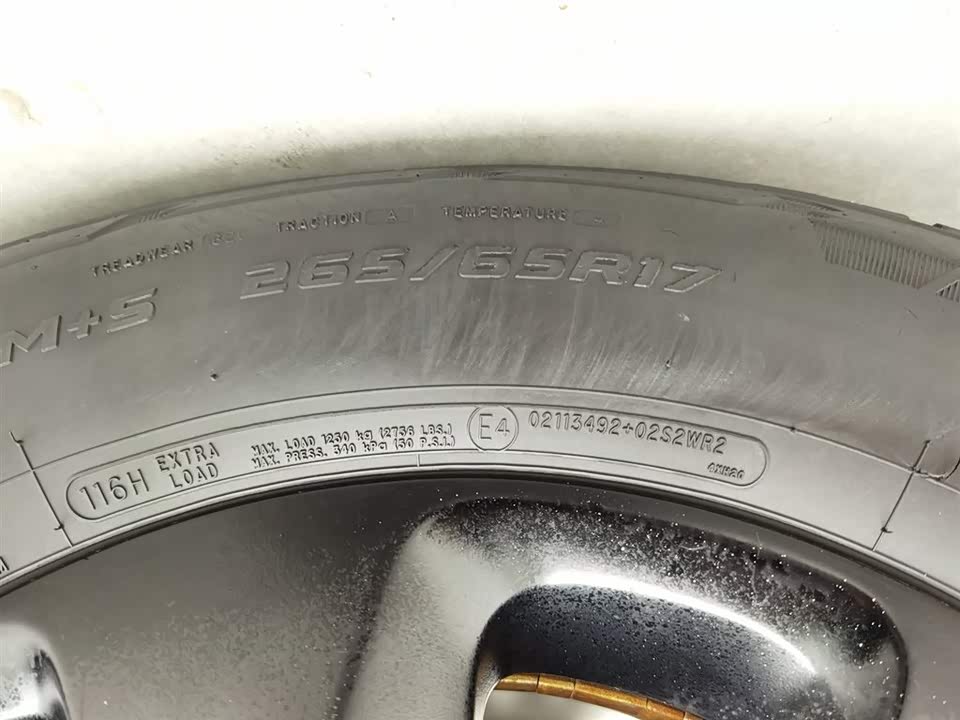 TREADWEAR TRACTION A TEMPERATURE A
M+S 265/65R17
116H EXTRA LOAD
MAX. LOAD 1250 kg (2756 LBS.)
MAX. PRESS. 340 kPa (50 P.S.I.)
E4 02113492+02S2WR2